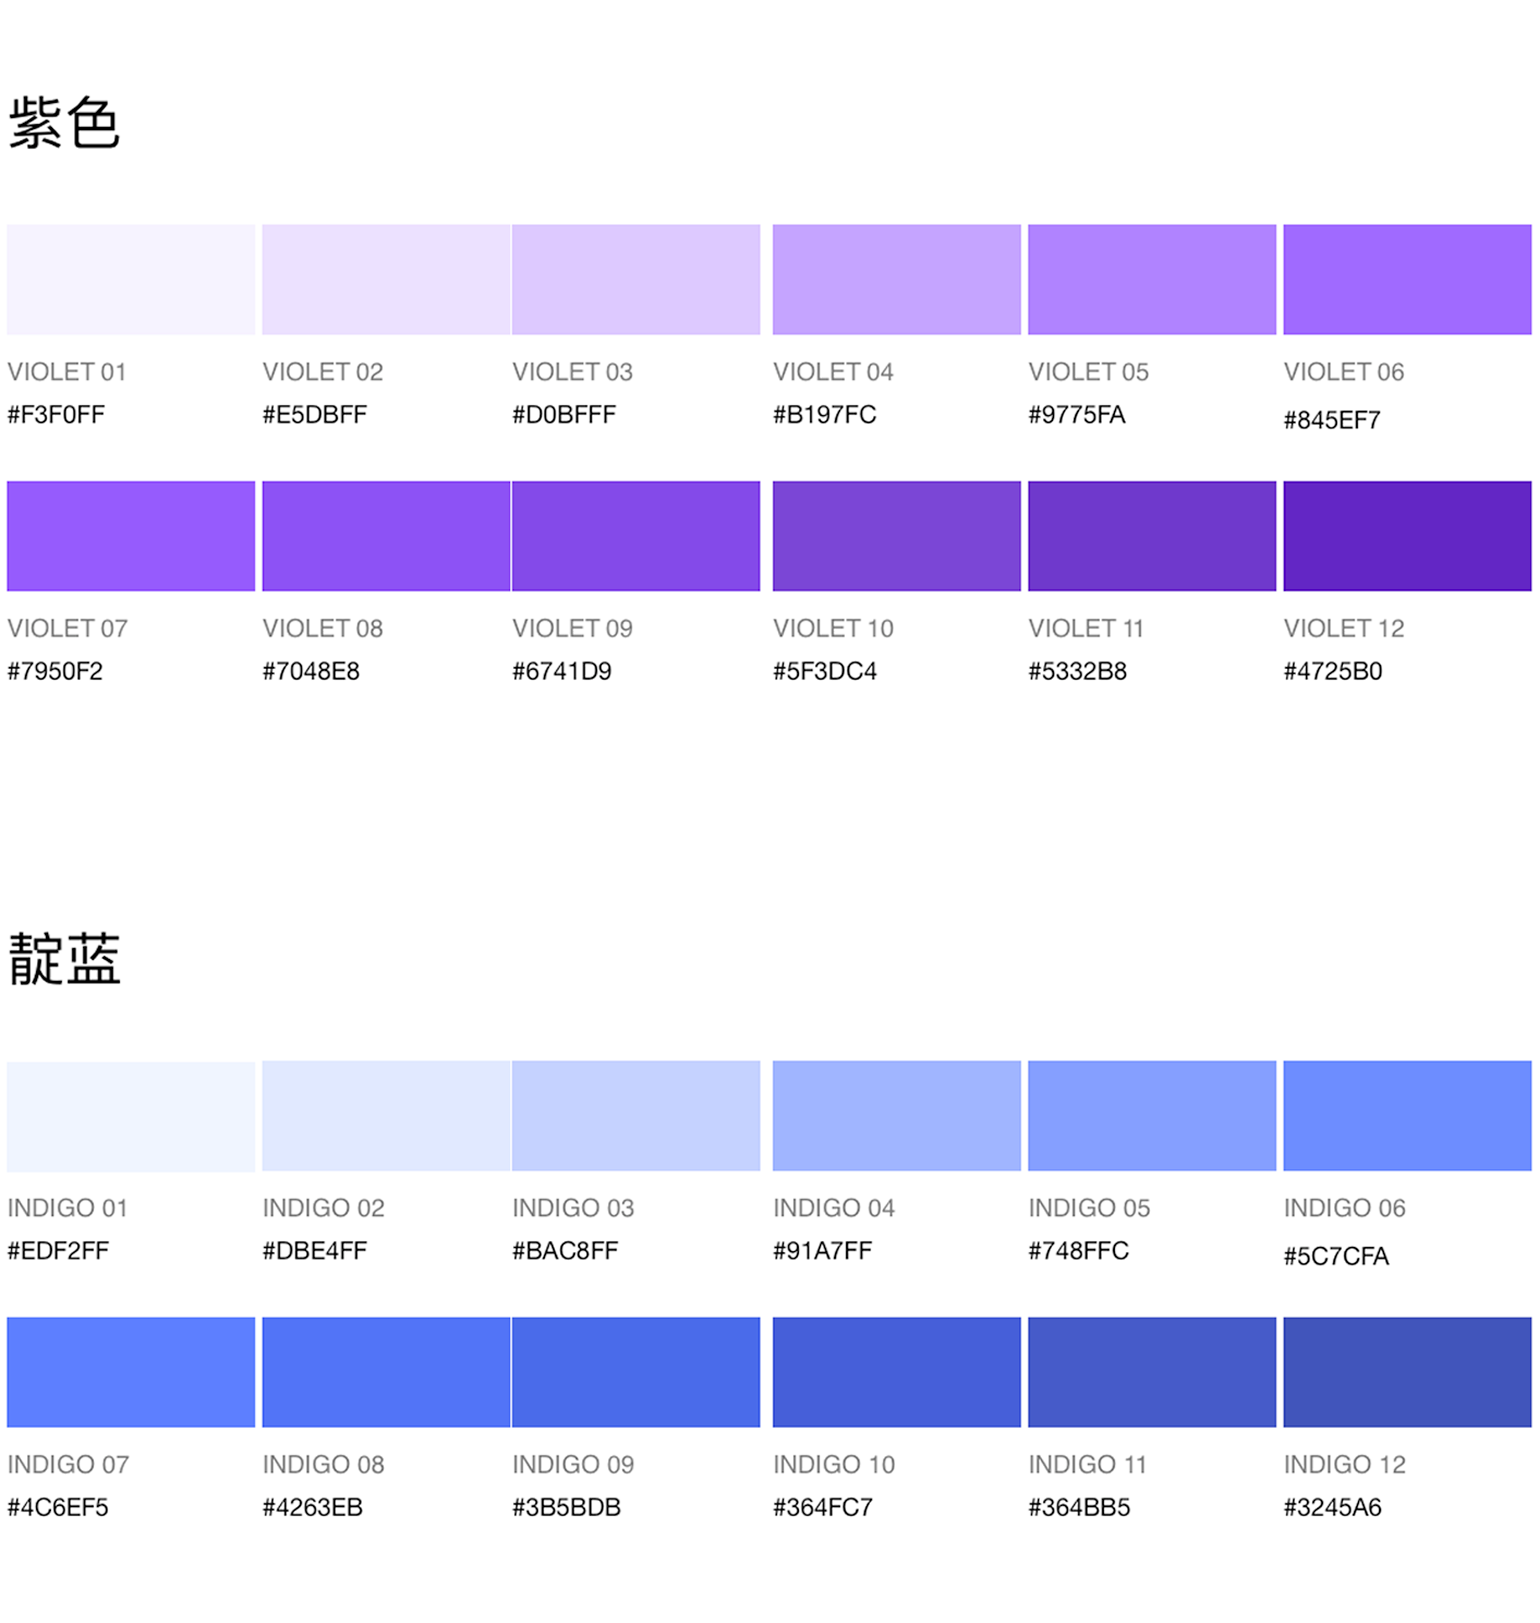 紫色
VIOLET 01 VIOLET 02 VIOLET 03 VIOLET 04 VIOLET 05 VIOLET 06
#F3F0FF #E5DBFF #D0BFFF #B197FC #9775FA #845EF7
VIOLET 07 VIOLET 08 VIOLET 09 VIOLET 10 VIOLET 11 VIOLET 12
#7950F2 #7048E8 #6741D9 #5F3DC4 #5332B8 #4725B0
靛蓝
INDIGO 01 INDIGO 02 INDIGO 03 INDIGO 04 INDIGO 05 INDIGO 06
#EDF2FF #DBE4FF #BAC8FF #91A7FF #748FFC #5C7CFA
INDIGO 07 INDIGO 08 INDIGO 09 INDIGO 10 INDIGO 11 INDIGO 12
#4C6EF5 #4263EB #3B5BDB #364FC7 #364BB5 #3245A6